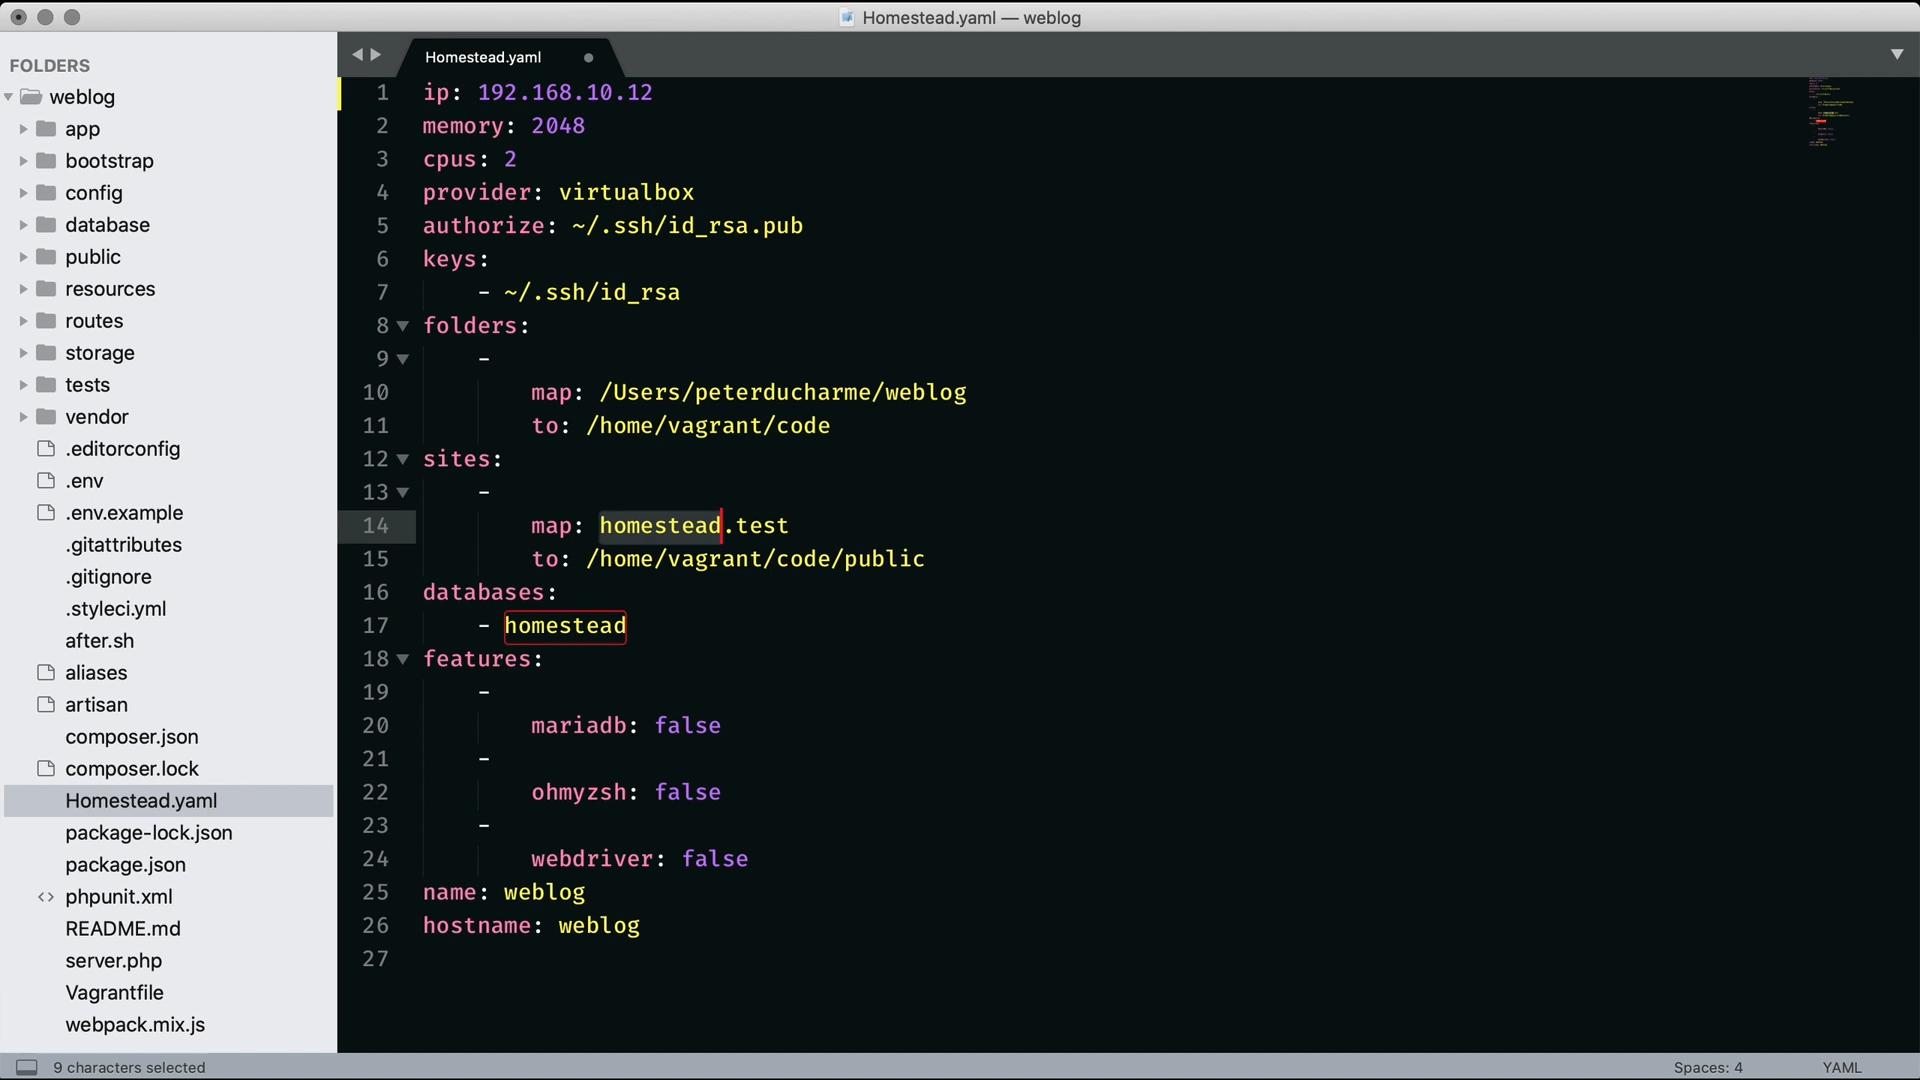 Homestead.yaml — weblog
FOLDERS
weblog
app
bootstrap
config
database
public
resources
routes
storage
tests
vendor
.editorconfig
.env
.env.example
.gitattributes
.gitignore
.styleci.yml
after.sh
aliases
artisan
composer.json
composer.lock
Homestead.yaml
package-lock.json
package.json
<> phpunit.xml
README.md
server.php
Vagrantfile
webpack.mix.js
Homestead.yaml
1 ip: 192.168.10.12
2 memory: 2048
3 cpus: 2
4 provider: virtualbox
5 authorize: ~/.ssh/id_rsa.pub
6 keys:
7 - ~/.ssh/id_rsa
8 folders:
9 -
10 map: /Users/peterducharme/weblog
11 to: /home/vagrant/code
12 sites:
13 -
14 map: homestead.test
15 to: /home/vagrant/code/public
16 databases:
17 - homestead
18 features:
19 -
20 mariadb: false
21 -
22 ohmyzsh: false
23 -
24 webdriver: false
25 name: weblog
26 hostname: weblog
27
9 characters selected
Spaces: 4
YAML